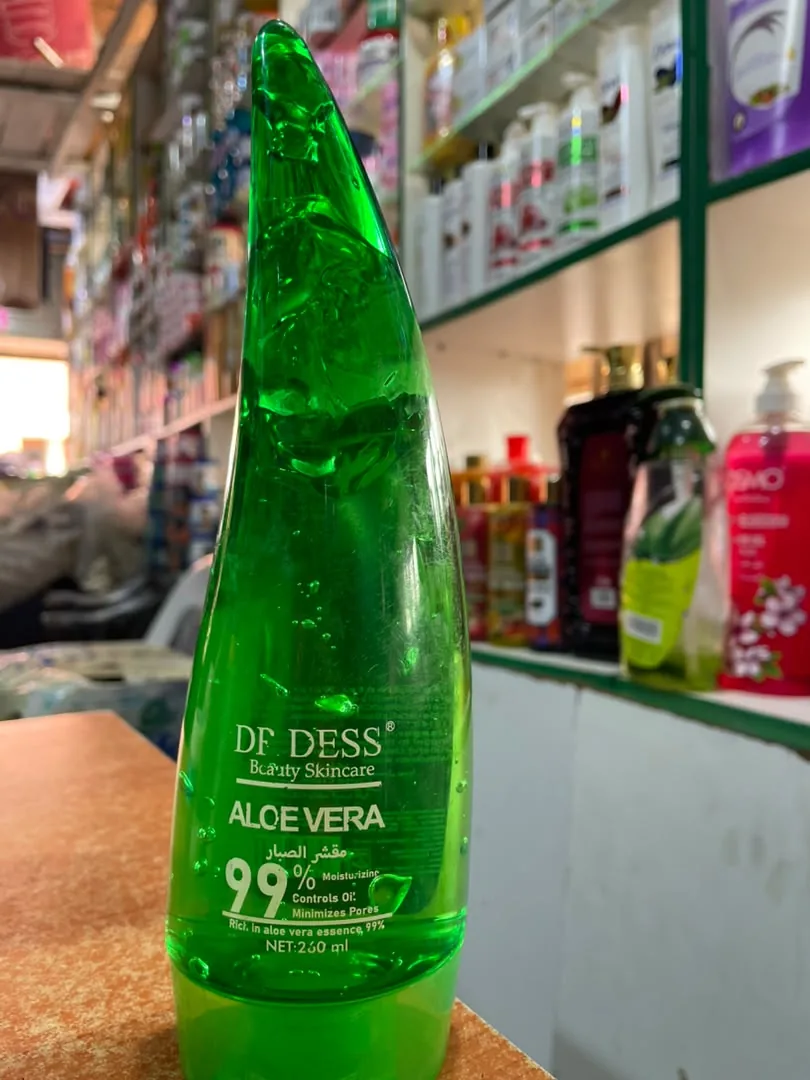 DF DESS®
Beauty Skincare
ALOE VERA
مقشر الصبار
99%
Moisturizing
Controls Oil
Minimizes Pores
Rich in aloe vera essence 99%
NET:260 ml